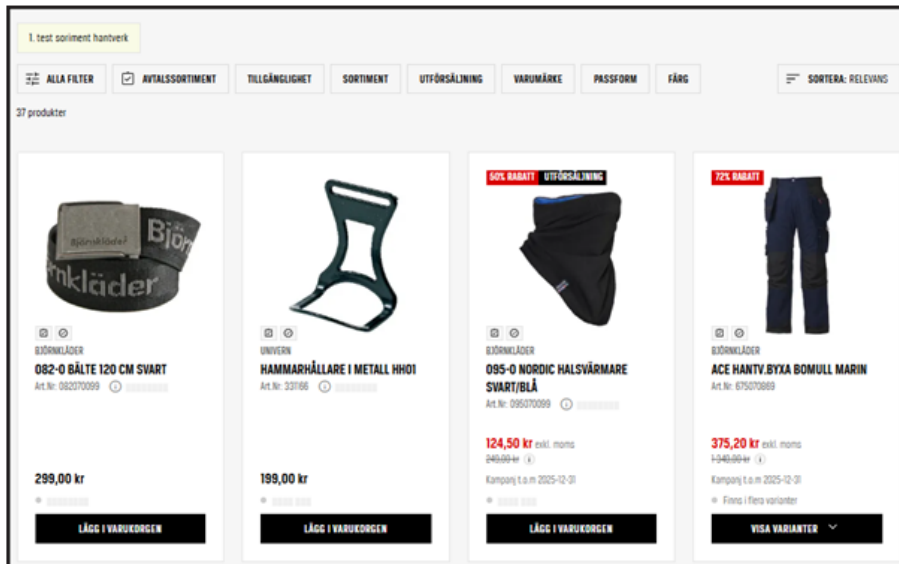 1. test soriment hantverk
ALLA FILTER
AVTALSSORTIMENT
TILLGÄNGLIGHET
SORTIMENT
UTFÖRSÄLJNING
VARUMÄRKE
PASSFORM
FÄRG
SORTERA: RELEVANS
37 produkter
Björnkläder
Björn
rnkläder
BJÖRNKLÄDER
082-0 BÄLTE 120 CM SVART
Art.Nr: 082070099
299,00 kr
LÄGG I VARUKORGEN
UNIVERN
HAMMARHÅLLARE I METALL HH01
Art.Nr: 331166
199,00 kr
LÄGG I VARUKORGEN
50% RABATT UTFÖRSÄLJNING
BJÖRNKLÄDER
095-0 NORDIC HALSVÄRMARE
SVART/BLÅ
Art.Nr: 095070099
124,50 kr exkl. moms
249,00 kr
Kampanj t.o.m 2025-12-31
LÄGG I VARUKORGEN
72% RABATT
BJÖRNKLÄDER
ACE HANTV.BYXA BOMULL MARIN
Art.Nr: 675070869
375,20 kr exkl. moms
1 340,00 kr
Kampanj t.o.m 2025-12-31
Finns i flera varianter
VISA VARIANTER